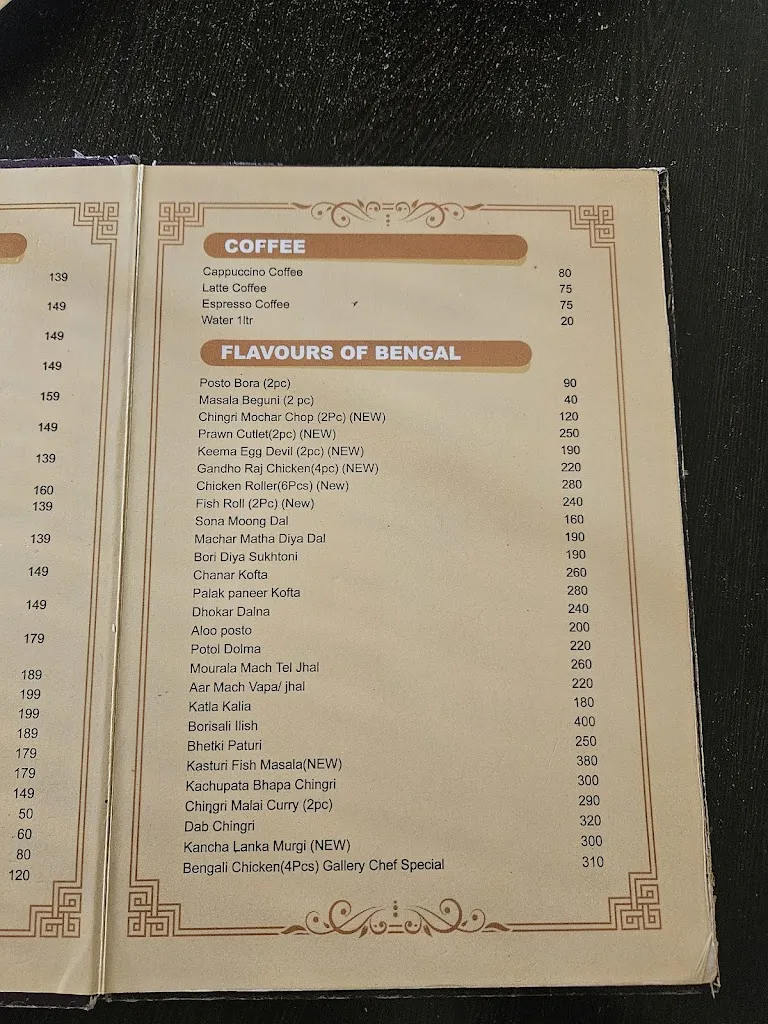 139
149
149
149
159
149
139
160
139
139
149
149
179
189
199
199
189
179
179
149
50
60
80
120
COFFEE
Cappuccino Coffee 80
Latte Coffee 75
Espresso Coffee 75
Water 1ltr 20
FLAVOURS OF BENGAL
Posto Bora (2pc) 90
Masala Beguni (2 pc) 40
Chingri Mochar Chop (2Pc) (NEW) 120
Prawn Cutlet(2pc) (NEW) 250
Keema Egg Devil (2pc) (NEW) 190
Gandho Raj Chicken(4pc) (NEW) 220
Chicken Roller(6Pcs) (New) 280
Fish Roll (2Pc) (New) 240
Sona Moong Dal 160
Machar Matha Diya Dal 190
Bori Diya Sukhtoni 190
Chanar Kofta 260
Palak paneer Kofta 280
Dhokar Dalna 240
Aloo posto 200
Potol Dolma 220
Mourala Mach Tel Jhal 260
Aar Mach Vapa/ jhal 220
Katla Kalia 180
Borisali Ilish 400
Bhetki Paturi 250
Kasturi Fish Masala(NEW) 380
Kachupata Bhapa Chingri 300
Chingri Malai Curry (2pc) 290
Dab Chingri 320
Kancha Lanka Murgi (NEW) 300
Bengali Chicken(4Pcs) Gallery Chef Special 310